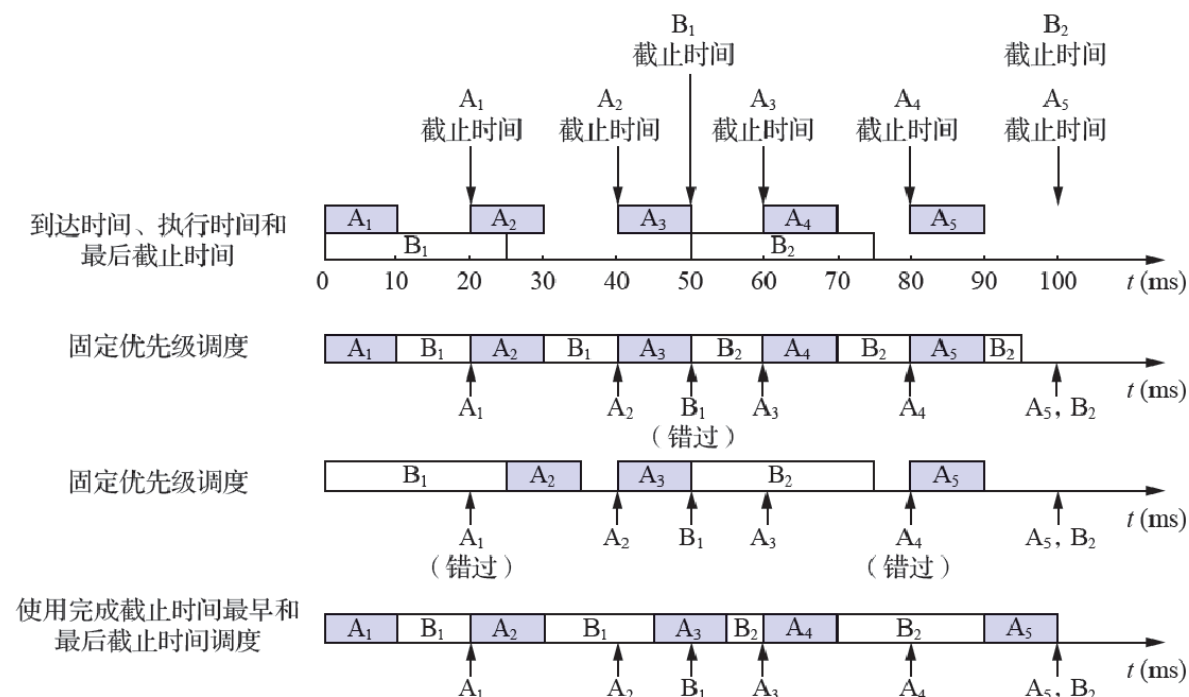 B₁ B₂
截止时间 截止时间
A₁ A₂ A₃ A₄ A₅
截止时间 截止时间 截止时间 截止时间 截止时间
到达时间、执行时间和
最后截止时间
A₁ A₂ A₃ A₄ A₅
B₁ B₂
0 10 20 30 40 50 60 70 80 90 100 t (ms)
固定优先级调度
A₁ B₁ A₂ B₁ A₃ B₂ A₄ B₂ A₅ B₂
t (ms)
A₁ A₂ B₁ A₃ A₄ A₅, B₂
（错过）
固定优先级调度
B₁ A₂ A₃ B₂ A₅
t (ms)
A₁ A₂ B₁ A₃ A₄ A₅, B₂
（错过） （错过）
使用完成截止时间最早和
最后截止时间调度
A₁ B₁ A₂ B₁ A₃ B₂ A₄ B₂ A₅
t (ms)
A₁ A₂ B₁ A₃ A₄ A₅, B₂